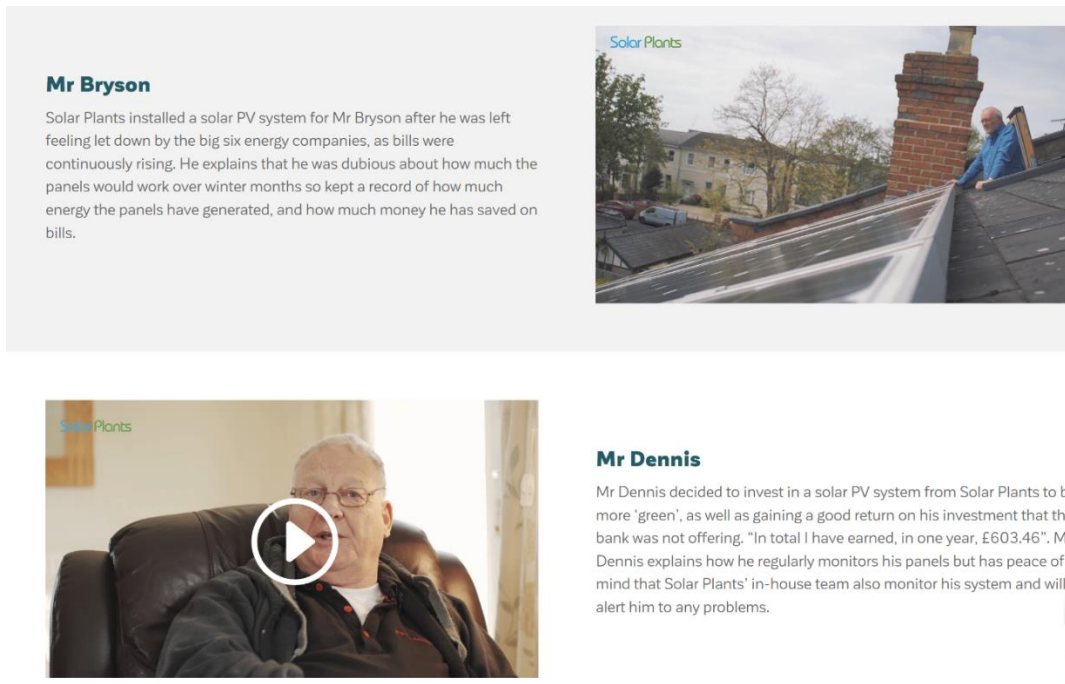 Solar Plants
Mr Bryson
Solar Plants installed a solar PV system for Mr Bryson after he was left
feeling let down by the big six energy companies, as bills were
continuously rising. He explains that he was dubious about how much the
panels would work over winter months so kept a record of how much
energy the panels have generated, and how much money he has saved on
bills.
Solar Plants
Mr Dennis
Mr Dennis decided to invest in a solar PV system from Solar Plants to
more ‘green’, as well as gaining a good return on his investment that
bank was not offering. “In total I have earned, in one year, £603.46”.
Dennis explains how he regularly monitors his panels but has peace of
mind that Solar Plants’ in-house team also monitor his system and will
alert him to any problems.